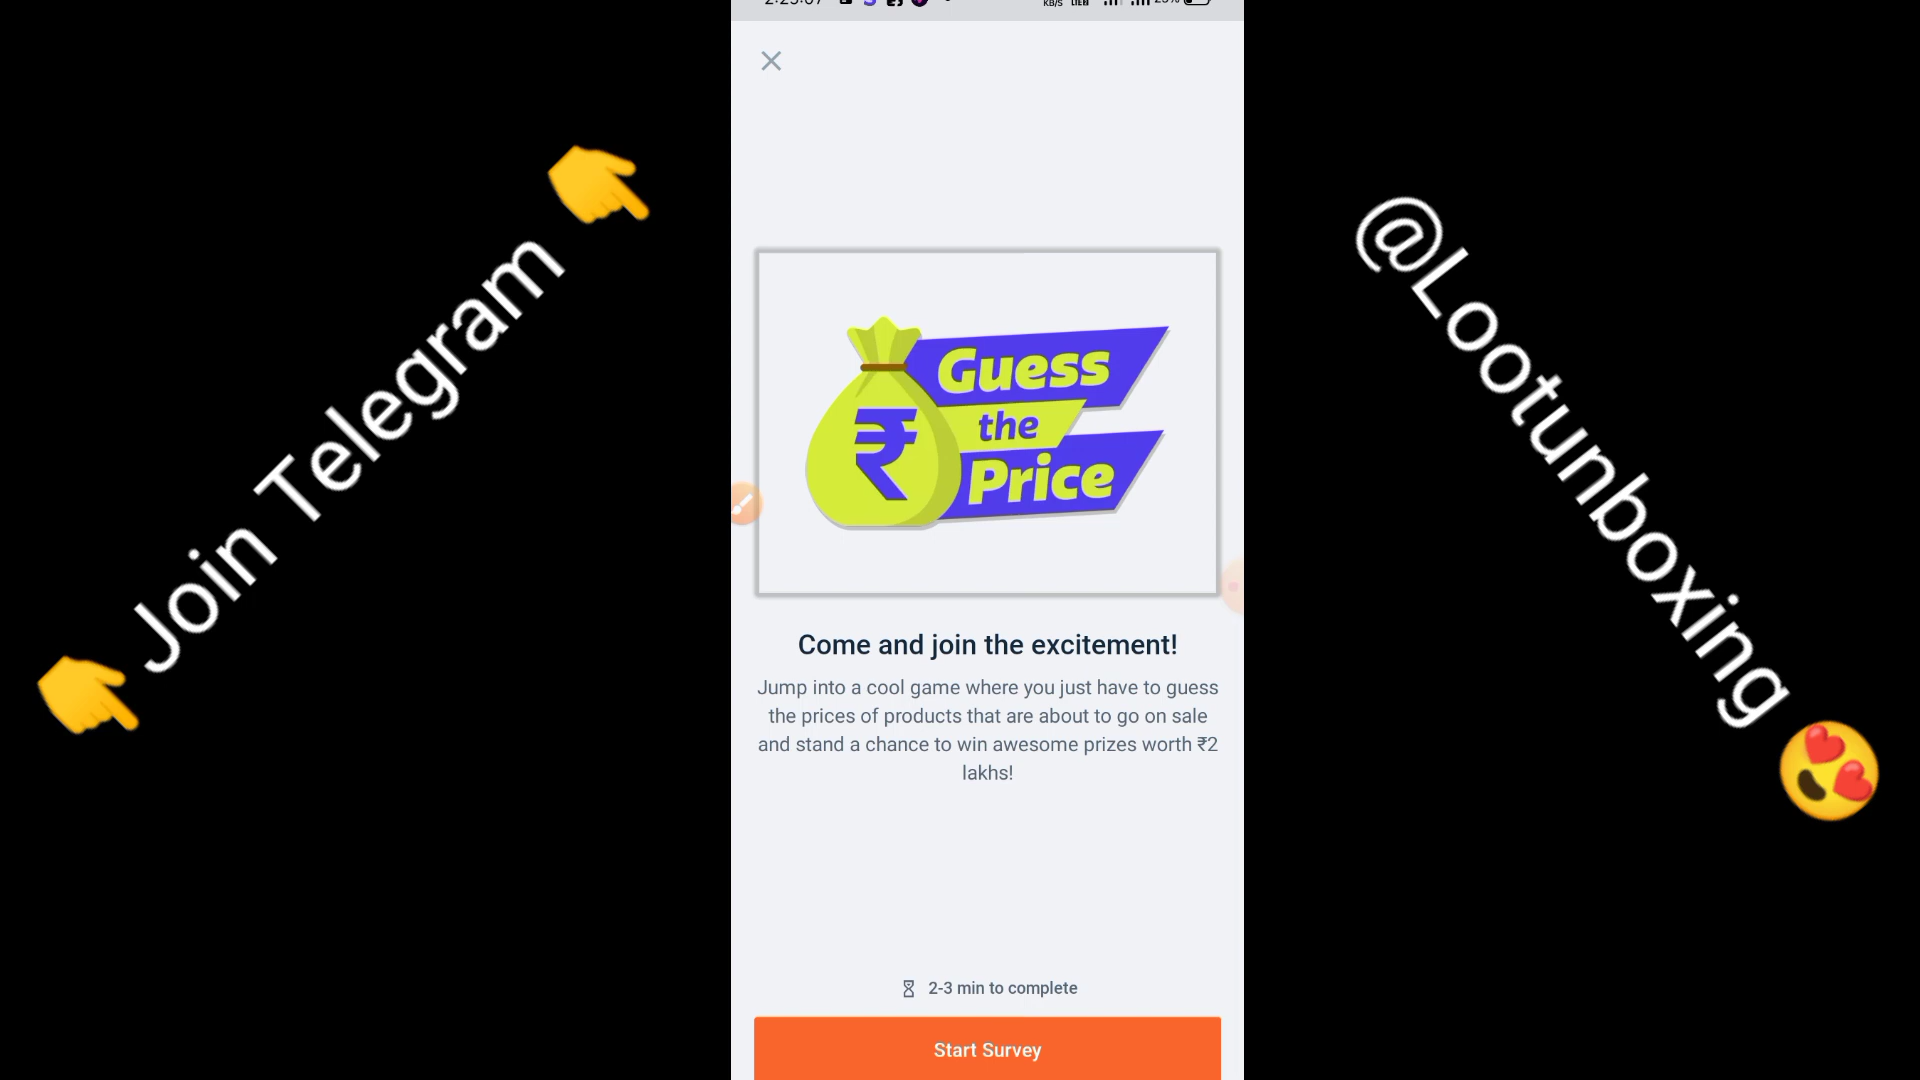 👉 Join Telegram 👉
@Lootunboxing 😍
Guess
the
Price
₹
Come and join the excitement!
Jump into a cool game where you just have to guess
the prices of products that are about to go on sale
and stand a chance to win awesome prizes worth ₹2
lakhs!
2-3 min to complete
Start Survey